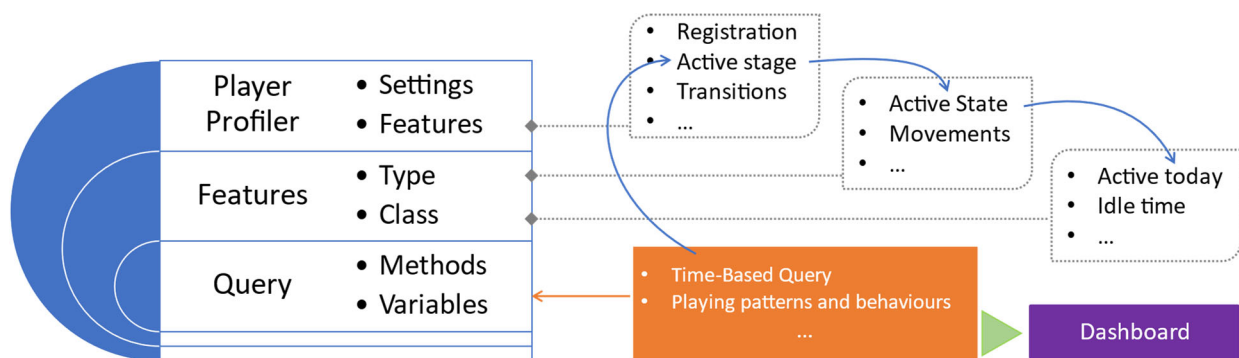 Player
Profiler
• Settings
• Features
Features
• Type
• Class
Query
• Methods
• Variables
• Registration
• Active stage
• Transitions
• ...
• Active State
• Movements
• ...
• Active today
• Idle time
• ...
• Time-Based Query
• Playing patterns and behaviours
...
Dashboard